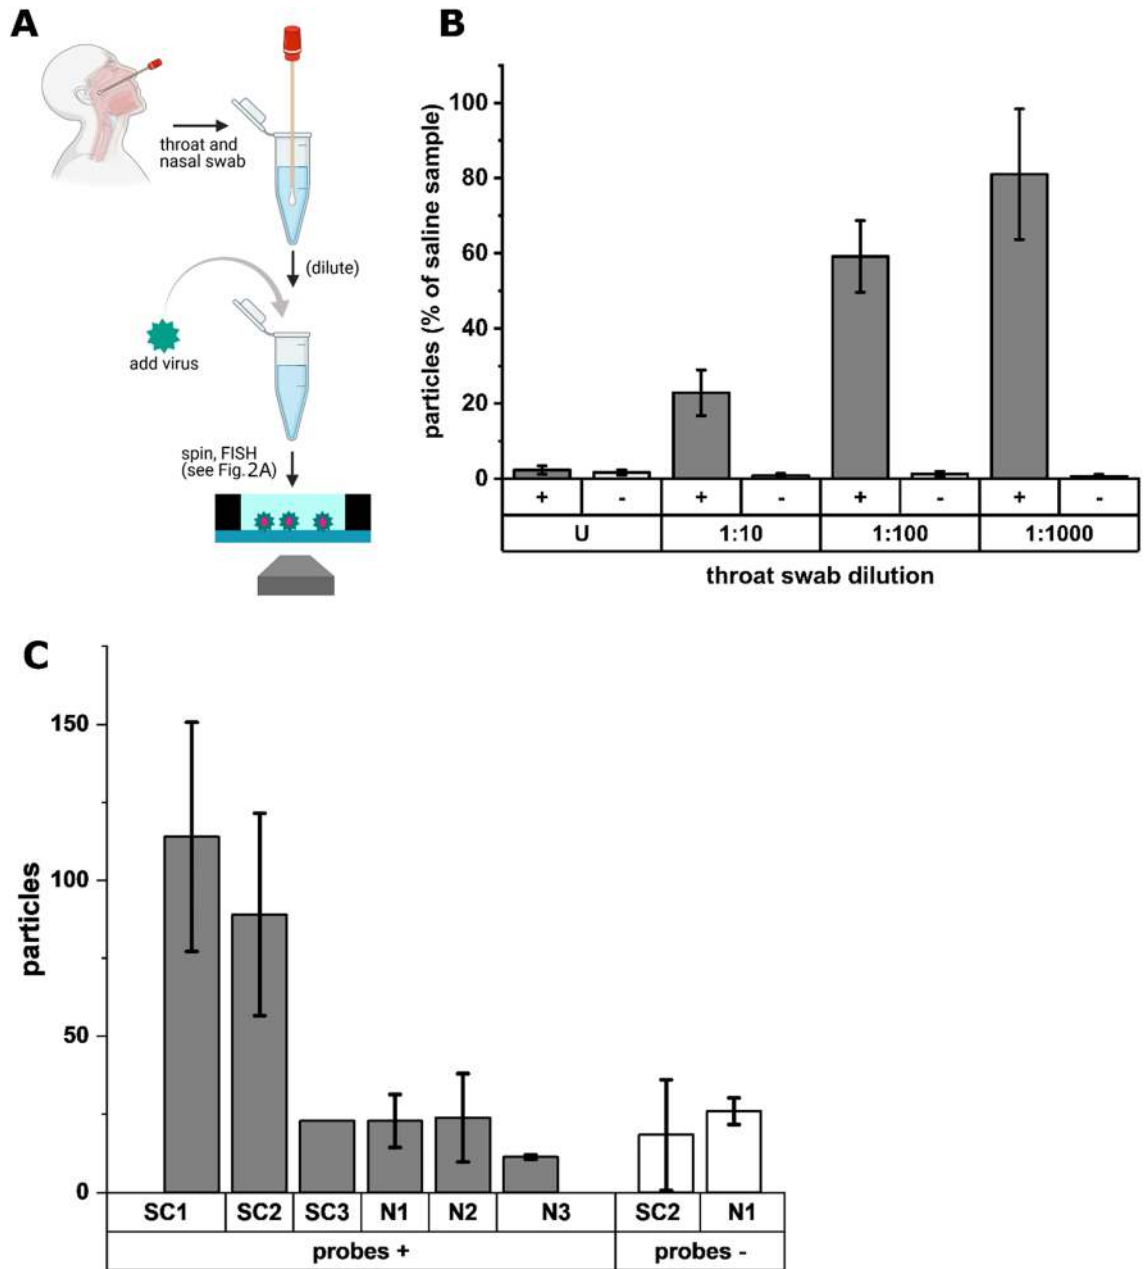 A
throat and
nasal swab
(dilute)
add virus
spin, FISH
(see Fig. 2A)
B
particles (% of saline sample)
100
80
60
40
20
0
+ - + - + - + -
U 1:10 1:100 1:1000
throat swab dilution
C
particles
150
100
50
0
SC1 SC2 SC3 N1 N2 N3 SC2 N1
probes + probes -